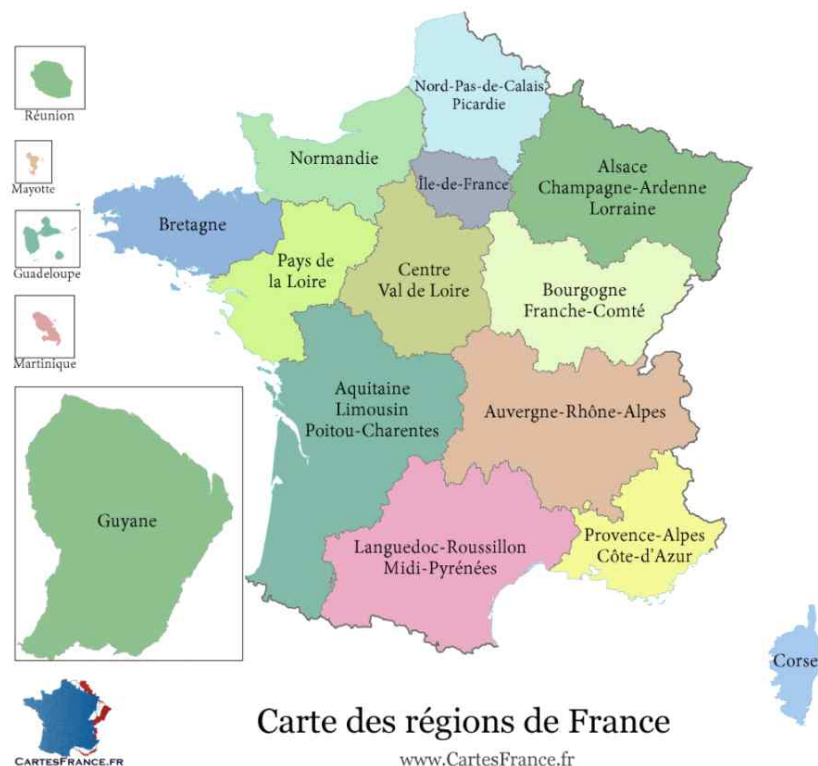 Nord-Pas-de-Calais
Picardie
Réunion
Normandie
Île-de-France
Alsace
Champagne-Ardenne
Lorraine
Mayotte
Bretagne
Guadeloupe
Pays de
la Loire
Centre
Val de Loire
Bourgogne
Franche-Comté
Martinique
Aquitaine
Limousin
Poitou-Charentes
Auvergne-Rhône-Alpes
Guyane
Languedoc-Roussillon
Midi-Pyrénées
Provence-Alpes
Côte-d'Azur
Corse
Carte des régions de France
www.CartesFrance.fr
CARTESFRANCE.FR